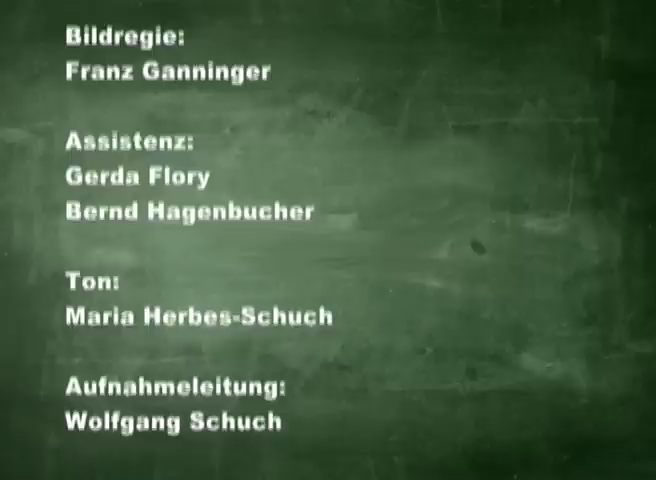 Bildregie:
Franz Ganninger
Assistenz:
Gerda Flory
Bernd Hagenbucher
Ton:
Maria Herbes-Schuch
Aufnahmeleitung:
Wolfgang Schuch